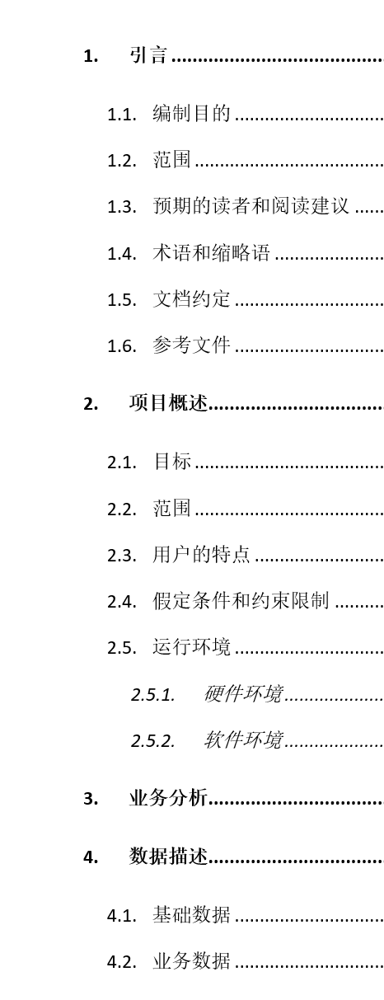 1. 引言........................................
1.1. 编制目的..............................
1.2. 范围......................................
1.3. 预期的读者和阅读建议......
1.4. 术语和缩略语......................
1.5. 文档约定..............................
1.6. 参考文件..............................
2. 项目概述..................................
2.1. 目标......................................
2.2. 范围......................................
2.3. 用户的特点..........................
2.4. 假定条件和约束限制..........
2.5. 运行环境..............................
2.5.1. 硬件环境....................
2.5.2. 软件环境....................
3. 业务分析..................................
4. 数据描述..................................
4.1. 基础数据..............................
4.2. 业务数据..............................